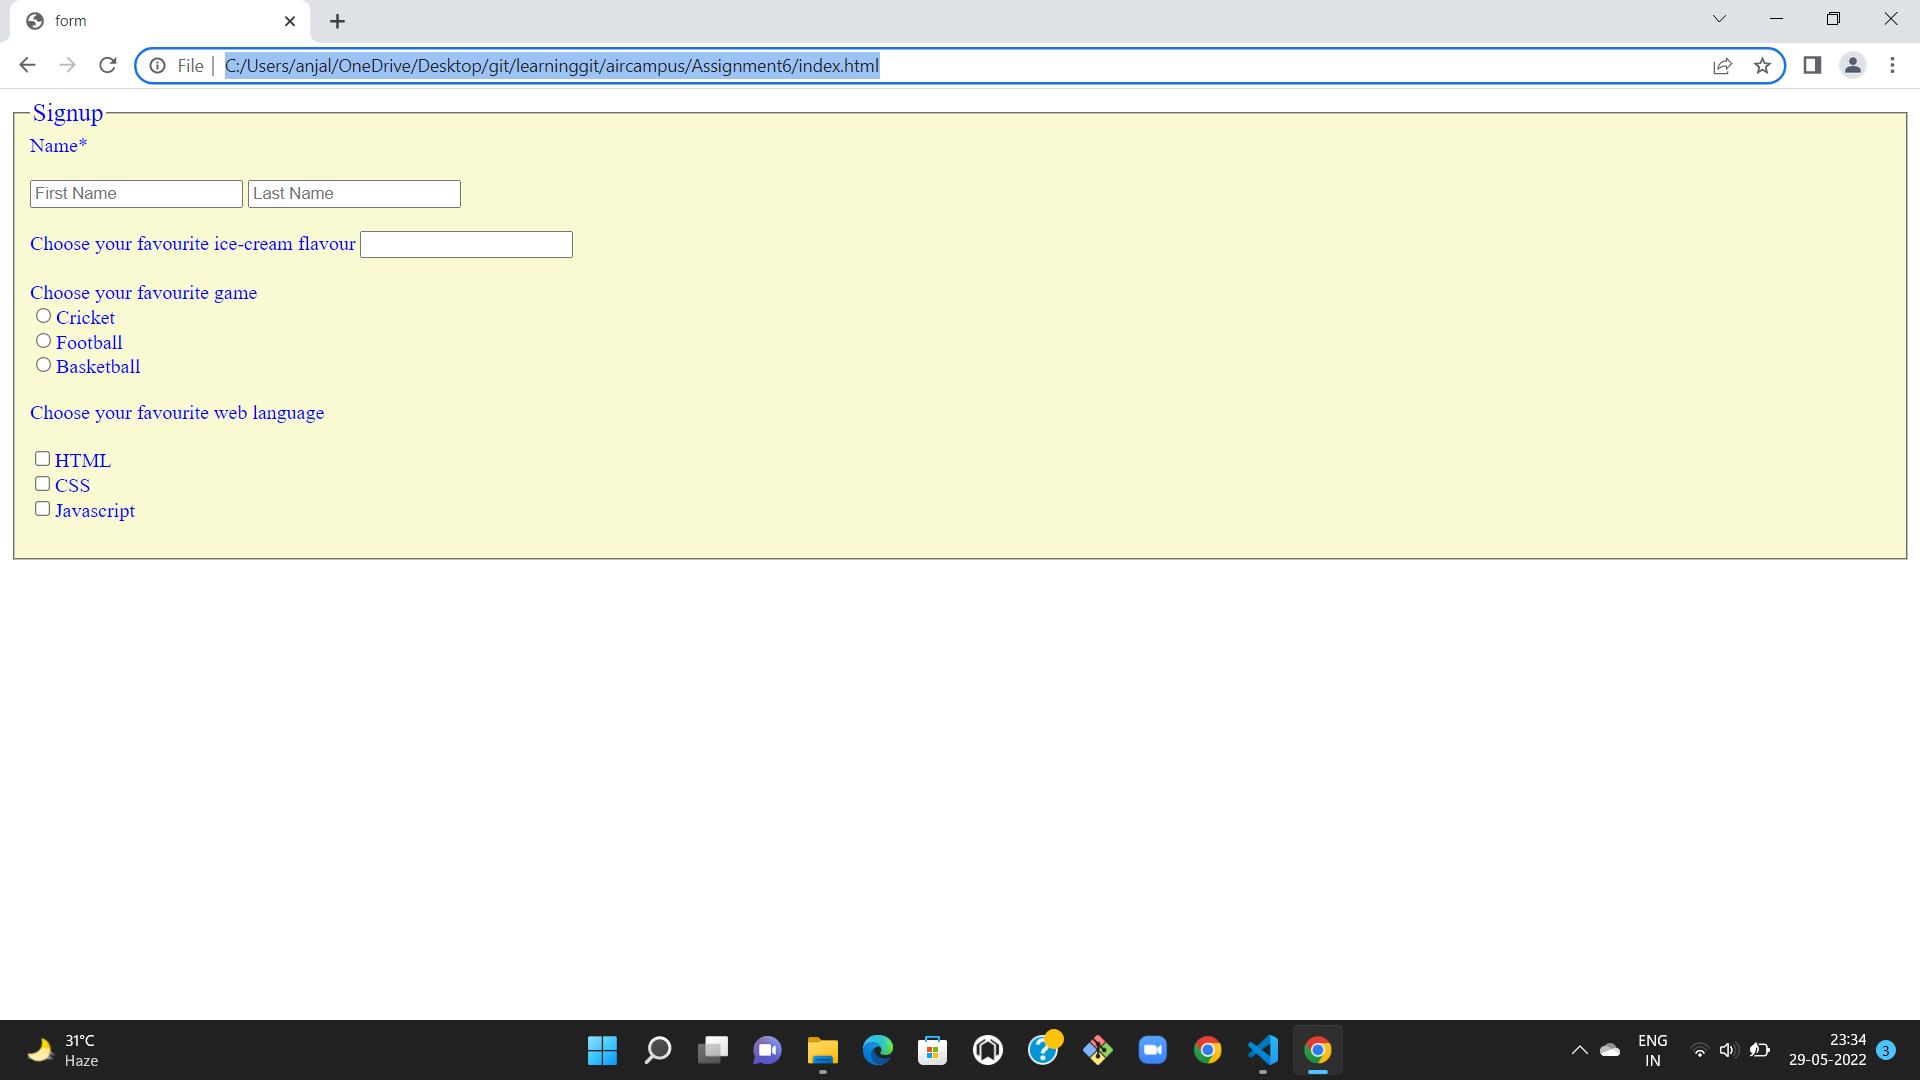 form
File
C:/Users/anjal/OneDrive/Desktop/git/learninggit/aircampus/Assignment6/index.html
Signup
Name*
First Name Last Name
Choose your favourite ice-cream flavour
Choose your favourite game
Cricket
Football
Basketball
Choose your favourite web language
HTML
CSS
Javascript
31°C
Haze
ENG
IN
23:34
29-05-2022
3